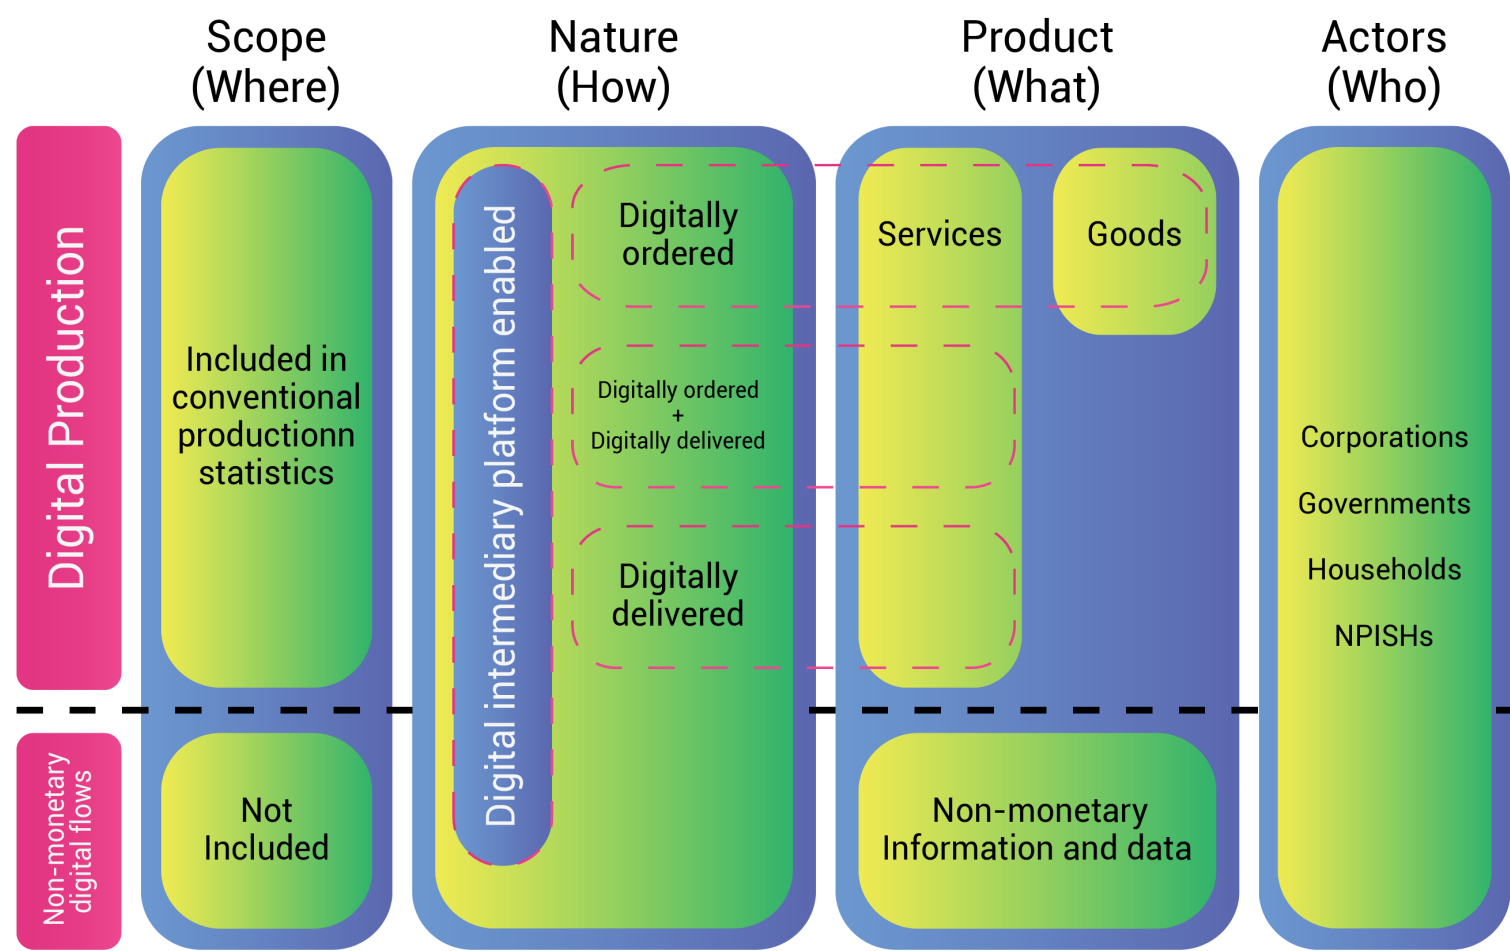 Scope
(Where)
Nature
(How)
Product
(What)
Actors
(Who)
Digital Production
Included in
conventional
productionn
statistics
Digital intermediary platform enabled
Digitally
ordered
Digitally ordered
+
Digitally delivered
Digitally
delivered
Services
Goods
Corporations
Governments
Households
NPISHs
Non-monetary
digital flows
Not
Included
Non-monetary
Information and data